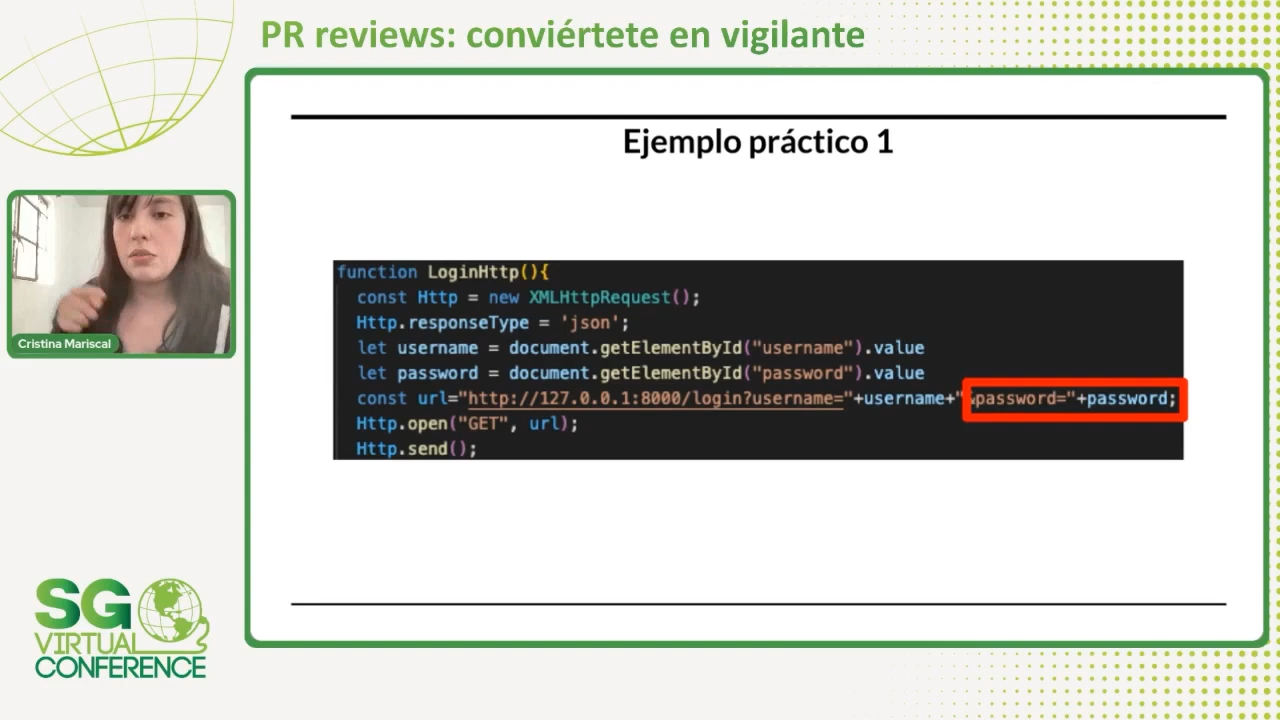 PR reviews: conviértete en vigilante
Ejemplo práctico 1
function LoginHttp(){
const Http = new XMLHttpRequest();
Http.responseType = 'json';
let username = document.getElementById("username").value
let password = document.getElementById("password").value
const url="http://127.0.0.1:8000/login?username="+username+"&password="+password;
Http.open("GET", url);
Http.send();
Cristina Mariscal
SG
VIRTUAL
CONFERENCE